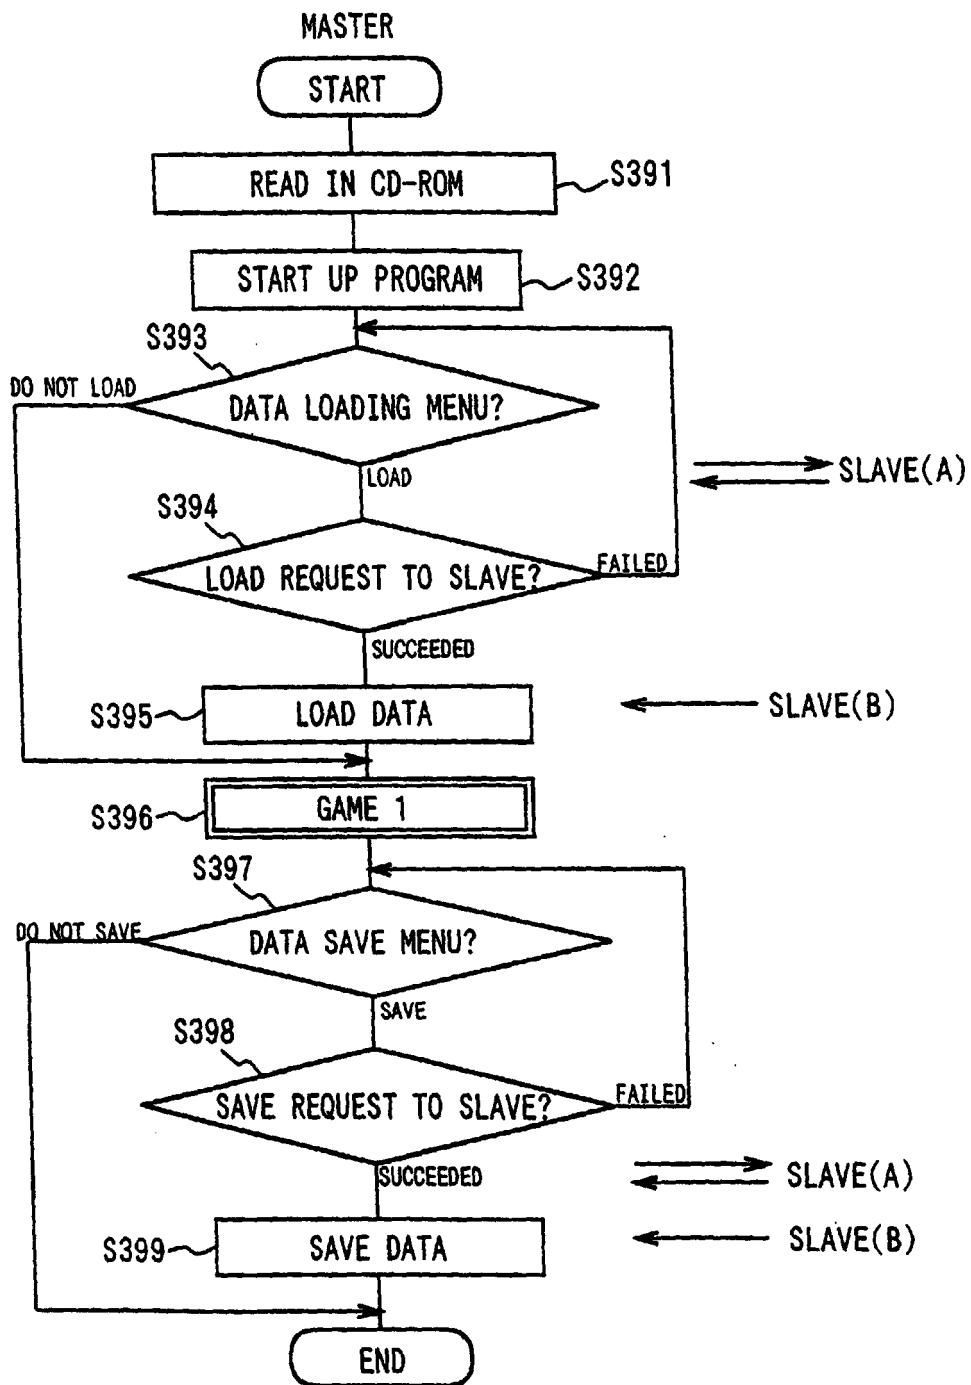 MASTER
START
READ IN CD-ROM
S391
START UP PROGRAM
S392
S393
DO NOT LOAD
DATA LOADING MENU?
LOAD
SLAVE(A)
S394
LOAD REQUEST TO SLAVE?
FAILED
SUCCEEDED
S395
LOAD DATA
SLAVE(B)
S396
GAME 1
S397
DO NOT SAVE
DATA SAVE MENU?
SAVE
S398
SAVE REQUEST TO SLAVE?
FAILED
SUCCEEDED
SLAVE(A)
S399
SAVE DATA
SLAVE(B)
END